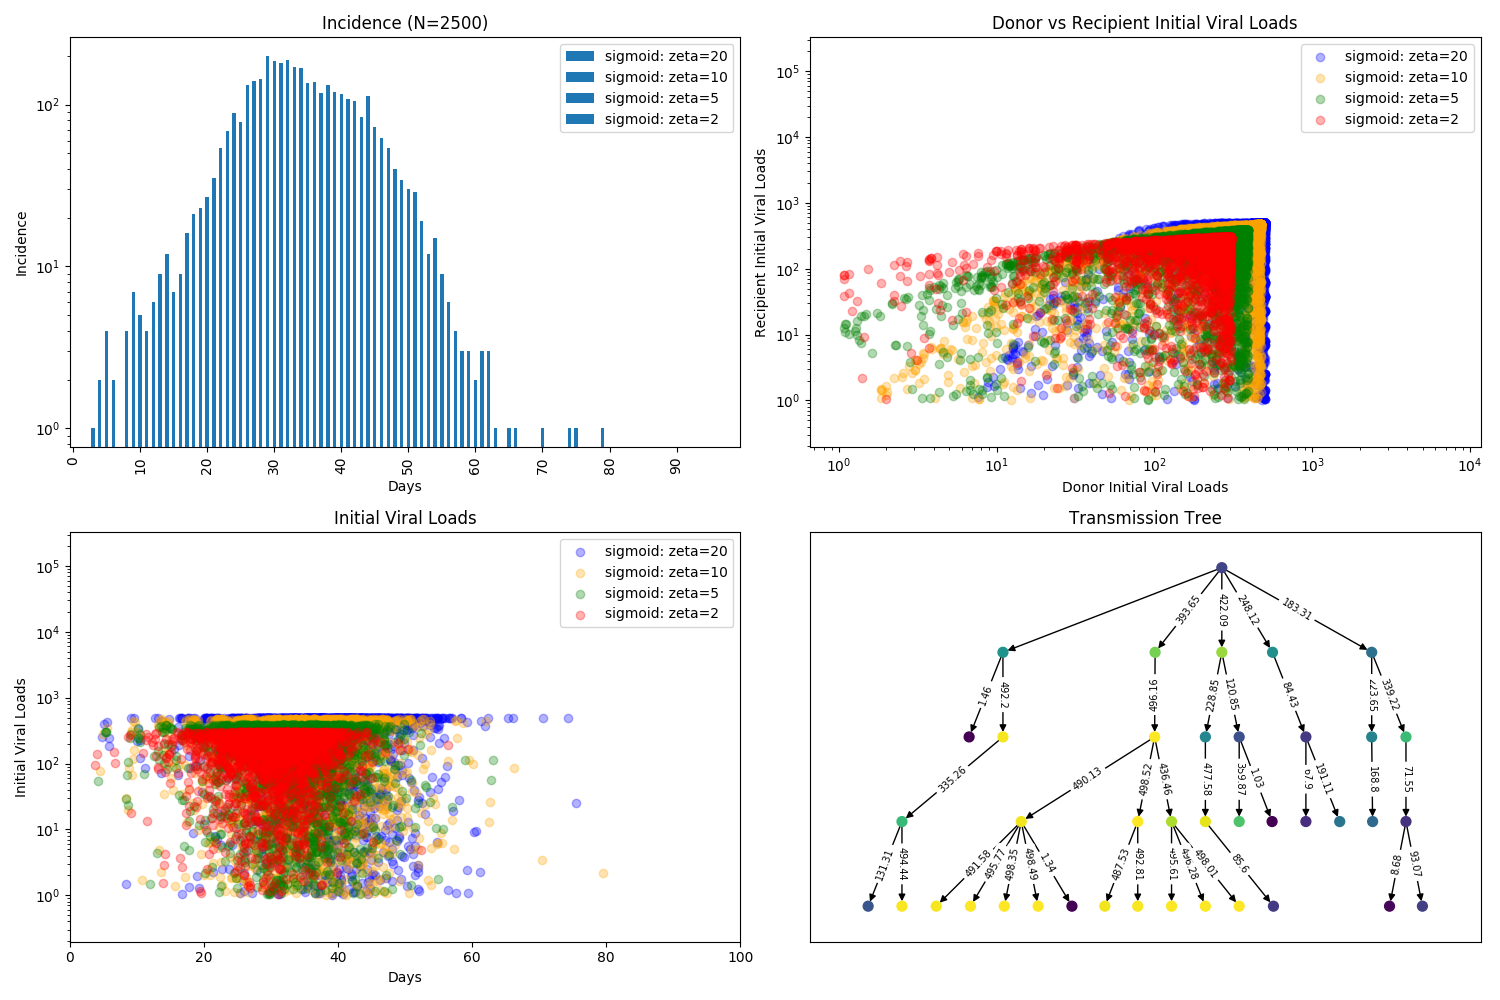 Incidence (N=2500)
Incidence
10²
10¹
10⁰
sigmoid: zeta=20
sigmoid: zeta=10
sigmoid: zeta=5
sigmoid: zeta=2
0 10 20 30 40 50 60 70 80 90
Days
Donor vs Recipient Initial Viral Loads
Recipient Initial Viral Loads
10⁵
10⁴
10³
10²
10¹
10⁰
sigmoid: zeta=20
sigmoid: zeta=10
sigmoid: zeta=5
sigmoid: zeta=2
10⁰ 10¹ 10² 10³ 10⁴
Donor Initial Viral Loads
Initial Viral Loads
Initial Viral Loads
10⁵
10⁴
10³
10²
10¹
10⁰
sigmoid: zeta=20
sigmoid: zeta=10
sigmoid: zeta=5
sigmoid: zeta=2
0 20 40 60 80 100
Days
Transmission Tree
393.65 422.09 248.12 183.31
1.46 492.2 496.16 228.85 120.85 84.43 223.65 339.22
335.26 490.13 498.52 436.46 477.58 359.87 1.03 67.9 191.11 168.8 71.55
131.31 494.44 491.58 495.77 498.35 498.49 1.34 487.53 492.81 496.28 498.01 85.6 8.68 93.07